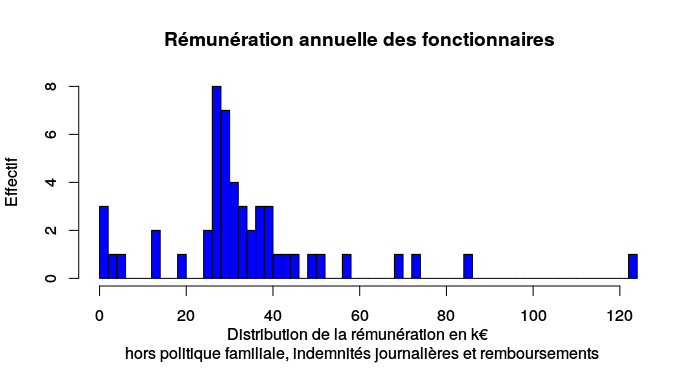 Rémunération annuelle des fonctionnaires
8
6
4
2
0
Effectif
0 20 40 60 80 100 120
Distribution de la rémunération en k€
hors politique familiale, indemnités journalières et remboursements